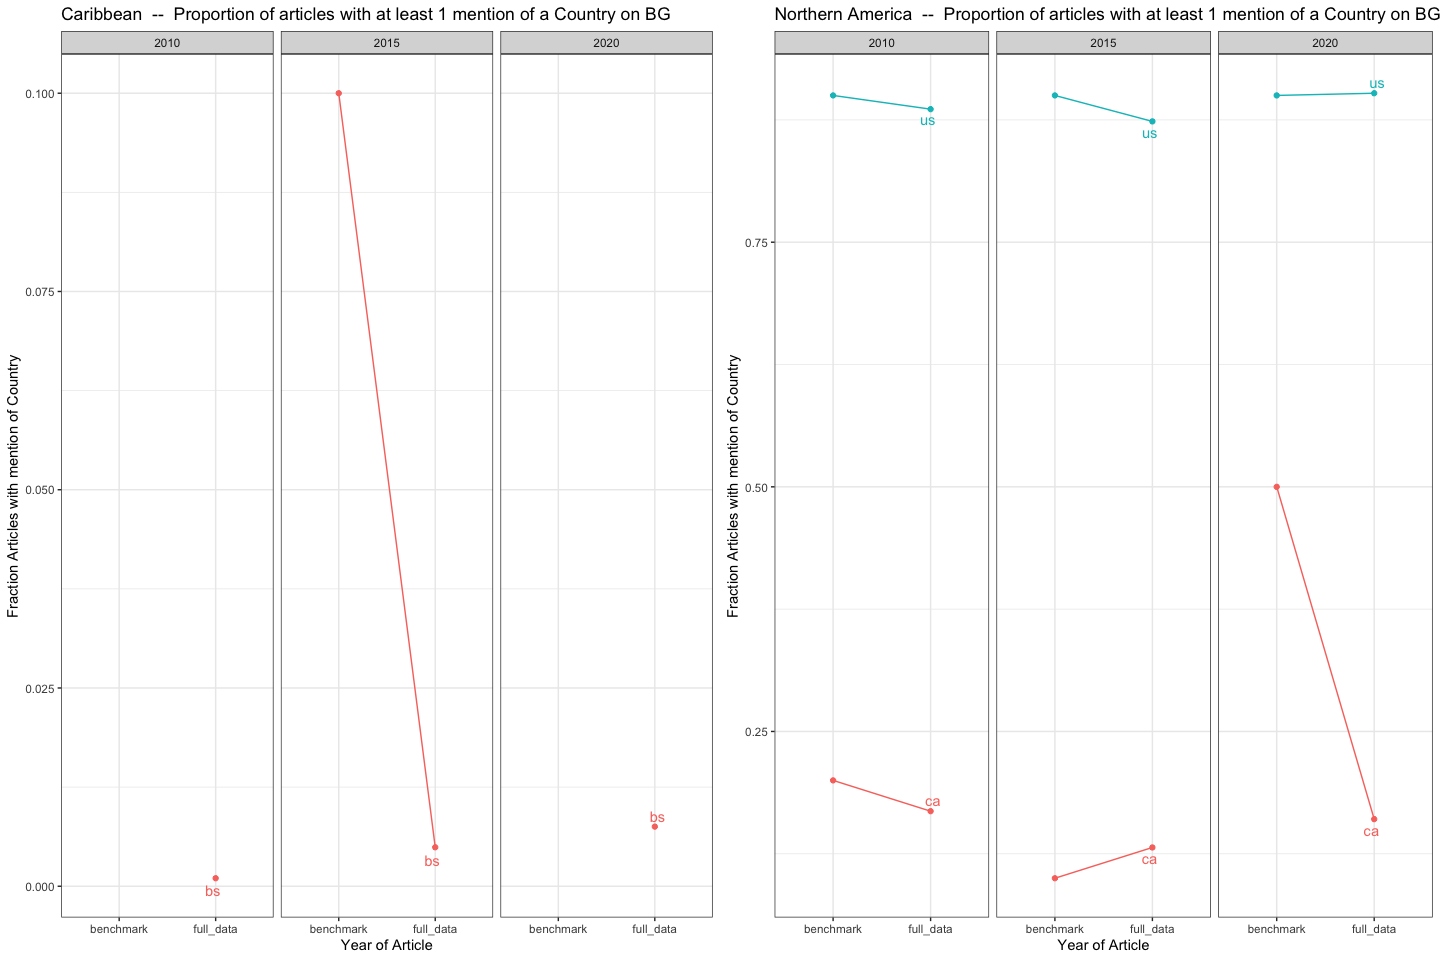 Caribbean  --  Proportion of articles with at least 1 mention of a Country on BG
2010
2015
2020
0.100
0.075
0.050
0.025
0.000
Fraction Articles with mention of Country
bs
bs
bs
benchmark
full_data
benchmark
full_data
benchmark
full_data
Year of Article
Northern America  --  Proportion of articles with at least 1 mention of a Country on BG
2010
2015
2020
0.75
0.50
0.25
Fraction Articles with mention of Country
us
us
us
ca
ca
ca
benchmark
full_data
benchmark
full_data
benchmark
full_data
Year of Article